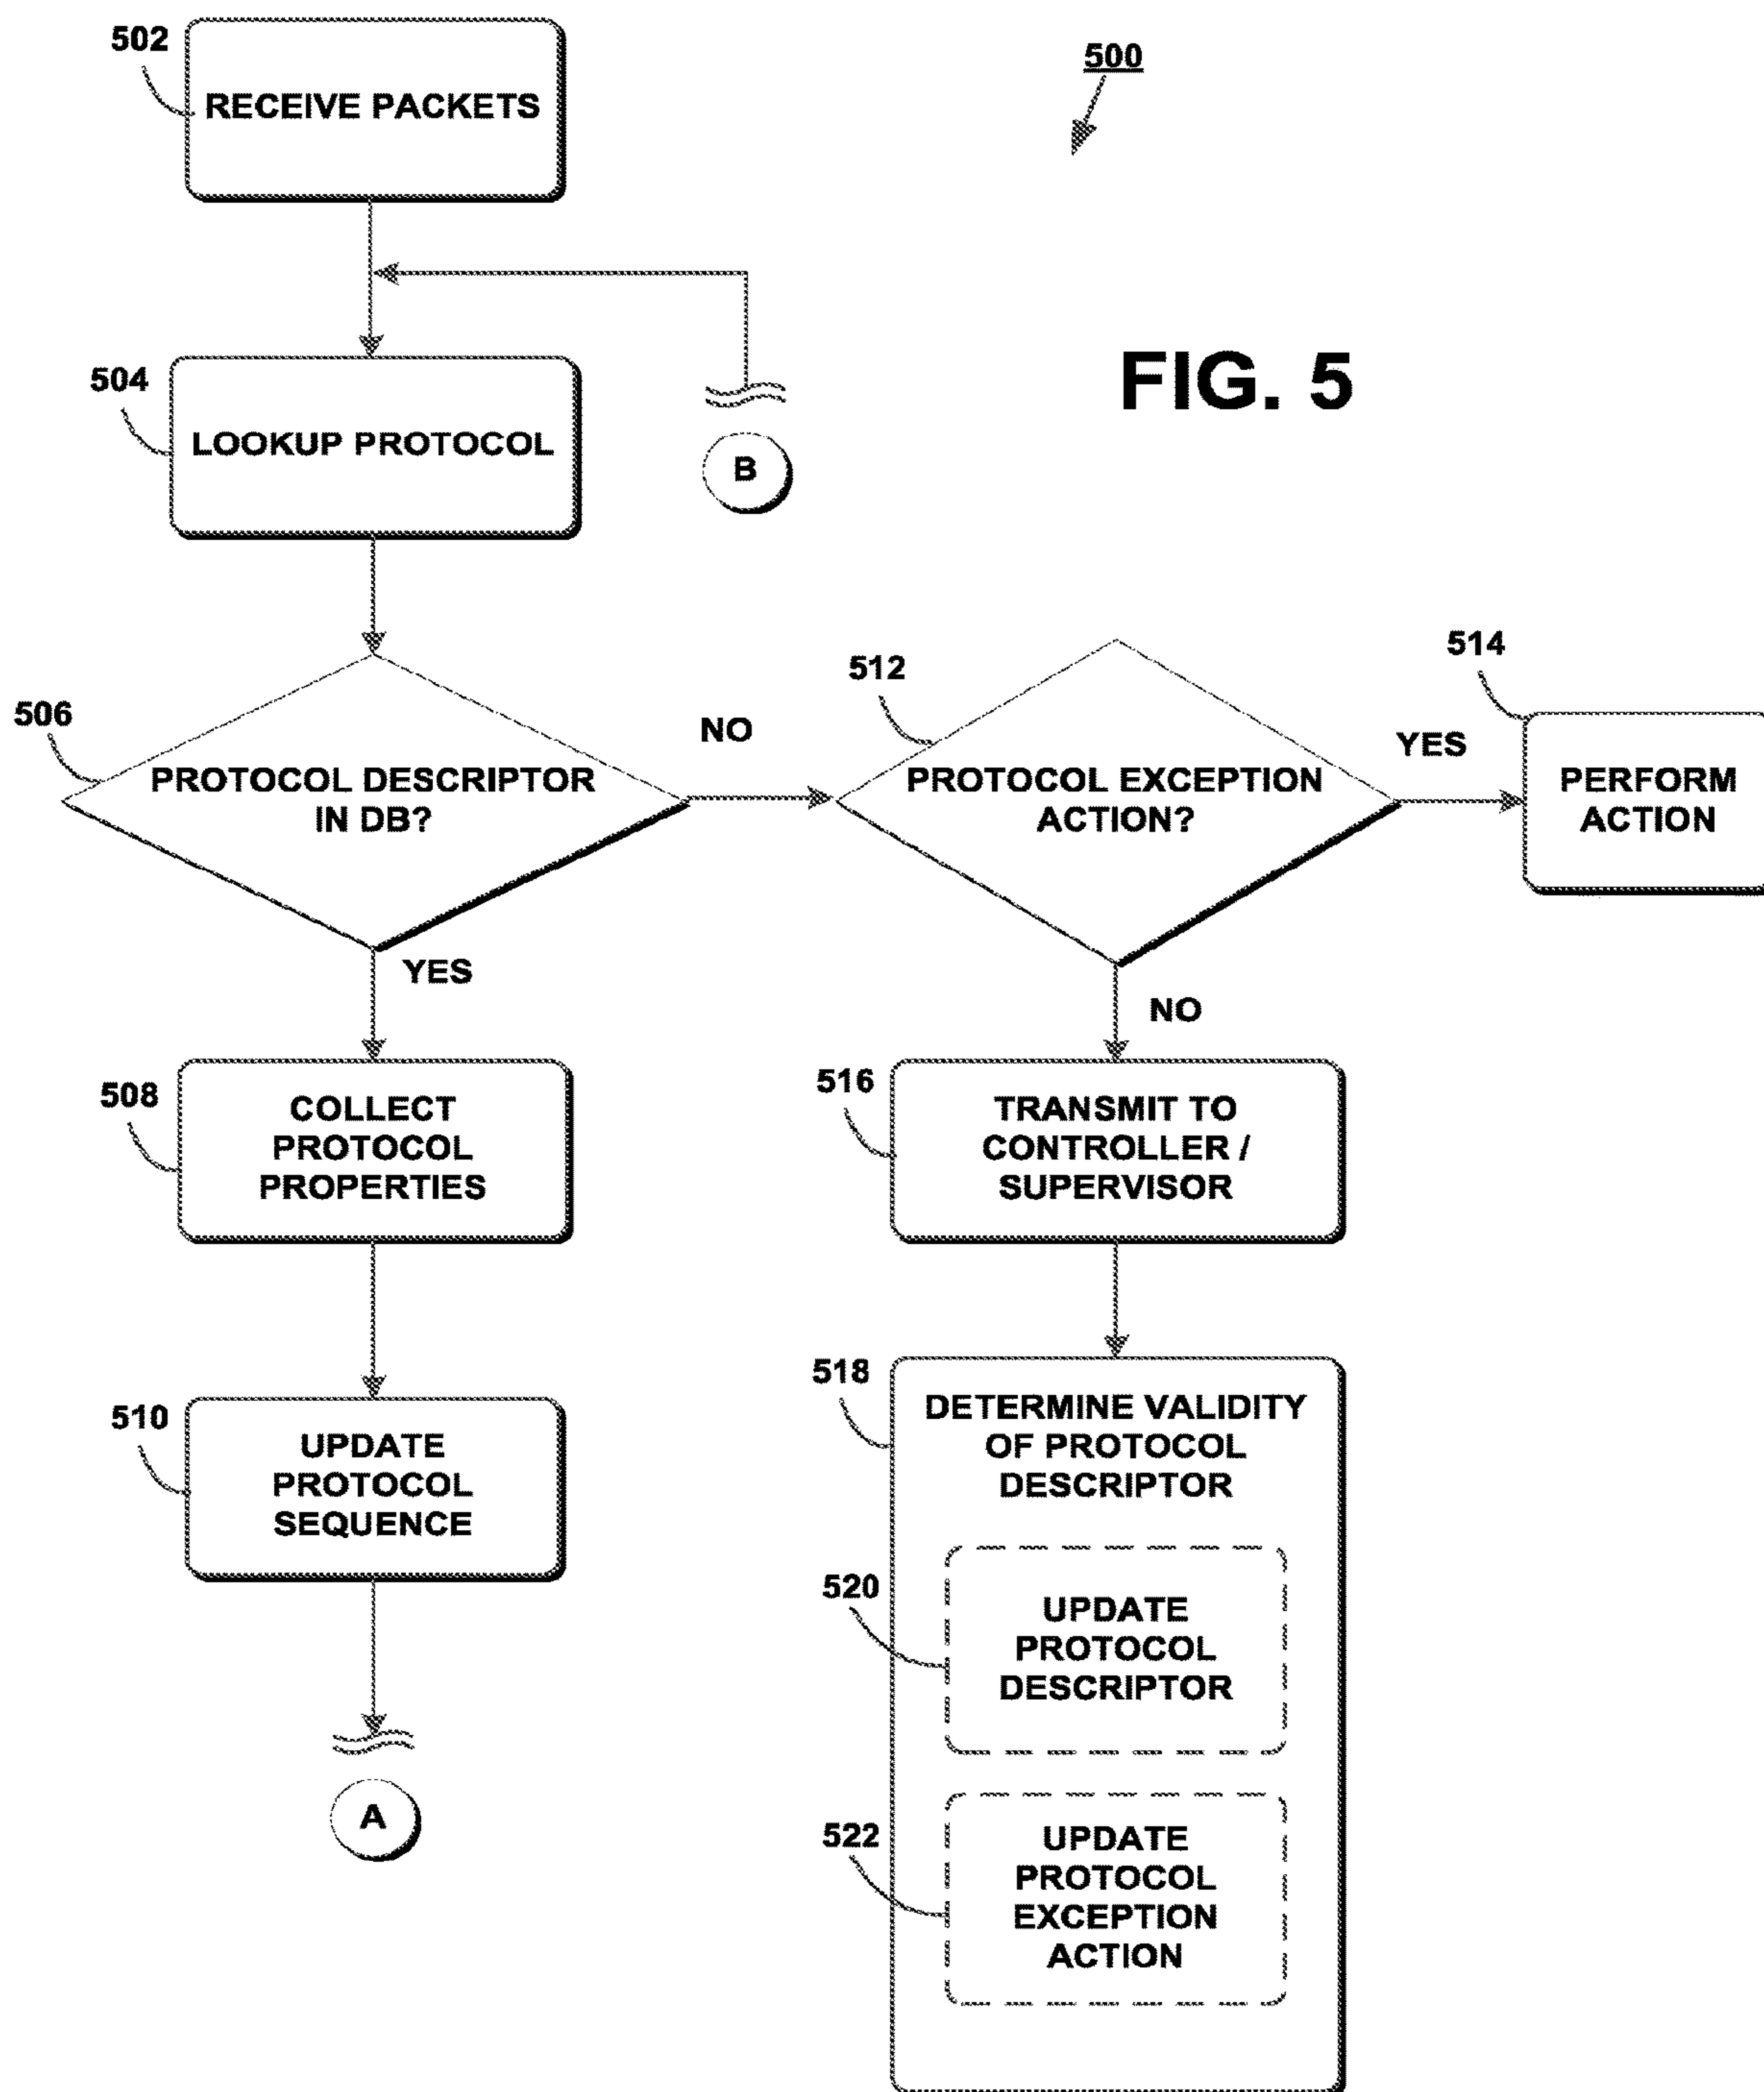 502
RECEIVE PACKETS
500
FIG. 5
504
LOOKUP PROTOCOL
B
506
PROTOCOL DESCRIPTOR
IN DB?
NO
512
PROTOCOL EXCEPTION
ACTION?
YES
514
PERFORM
ACTION
YES
NO
508
COLLECT
PROTOCOL
PROPERTIES
516
TRANSMIT TO
CONTROLLER /
SUPERVISOR
510
UPDATE
PROTOCOL
SEQUENCE
518
DETERMINE VALIDITY
OF PROTOCOL
DESCRIPTOR
520
UPDATE
PROTOCOL
DESCRIPTOR
A
522
UPDATE
PROTOCOL
EXCEPTION
ACTION